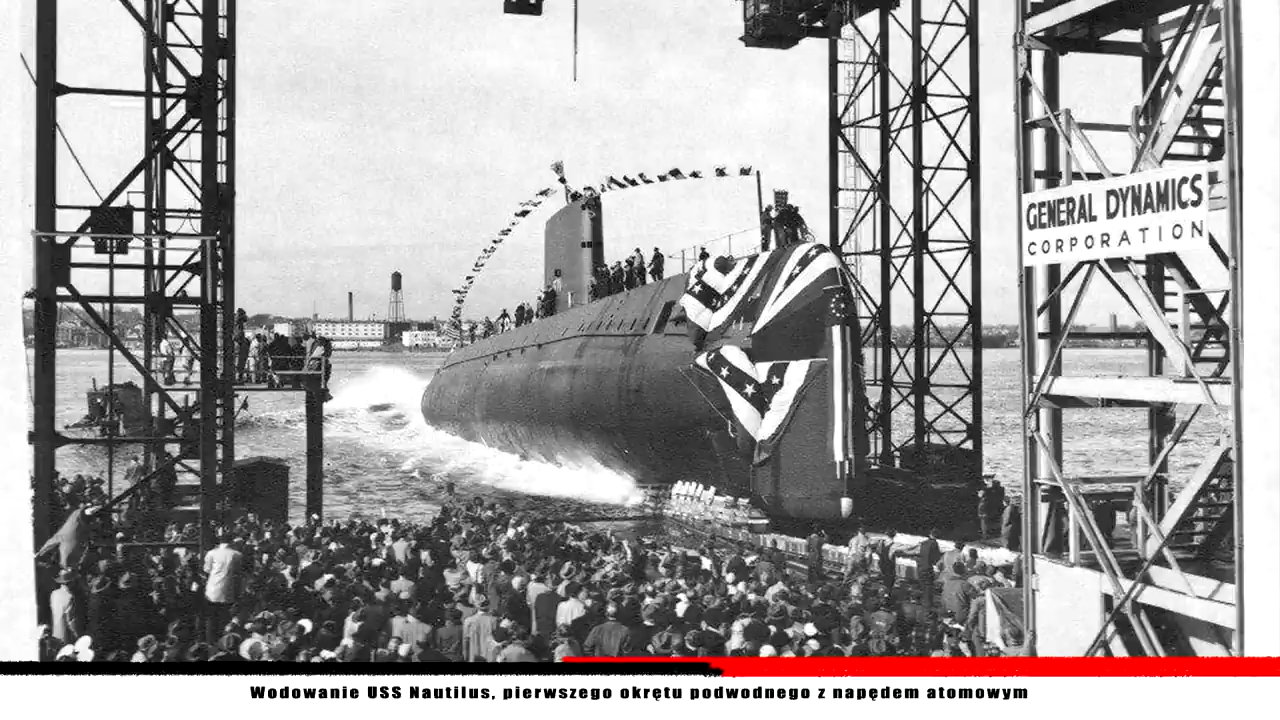 GENERAL DYNAMICS
CORPORATION
Wodowanie USS Nautilus, pierwszego okrętu podwodnego z napędem atomowym